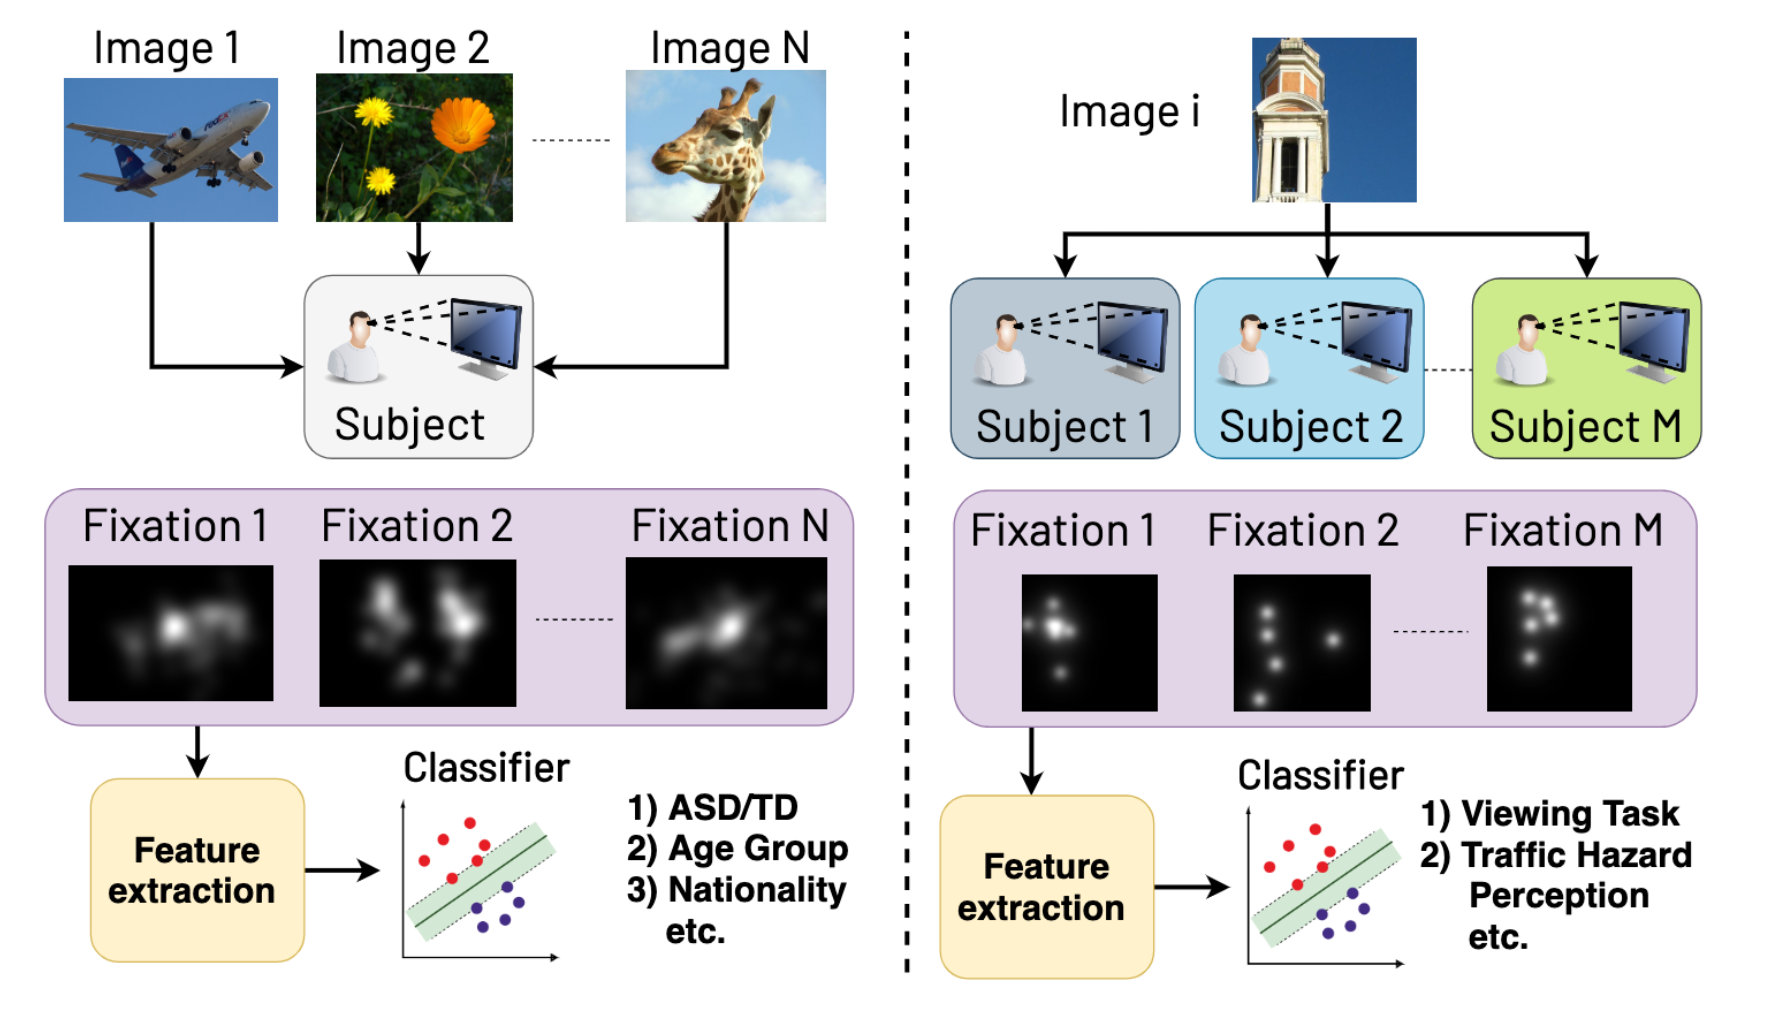 Image 1
Image 2
Image N
FedEx
Subject
Fixation 1
Fixation 2
Fixation N
Feature
extraction
Classifier
1) ASD/TD
2) Age Group
3) Nationality
etc.
Image i
Subject 1
Subject 2
Subject M
Fixation 1
Fixation 2
Fixation M
Feature
extraction
Classifier
1) Viewing Task
2) Traffic Hazard
Perception
etc.